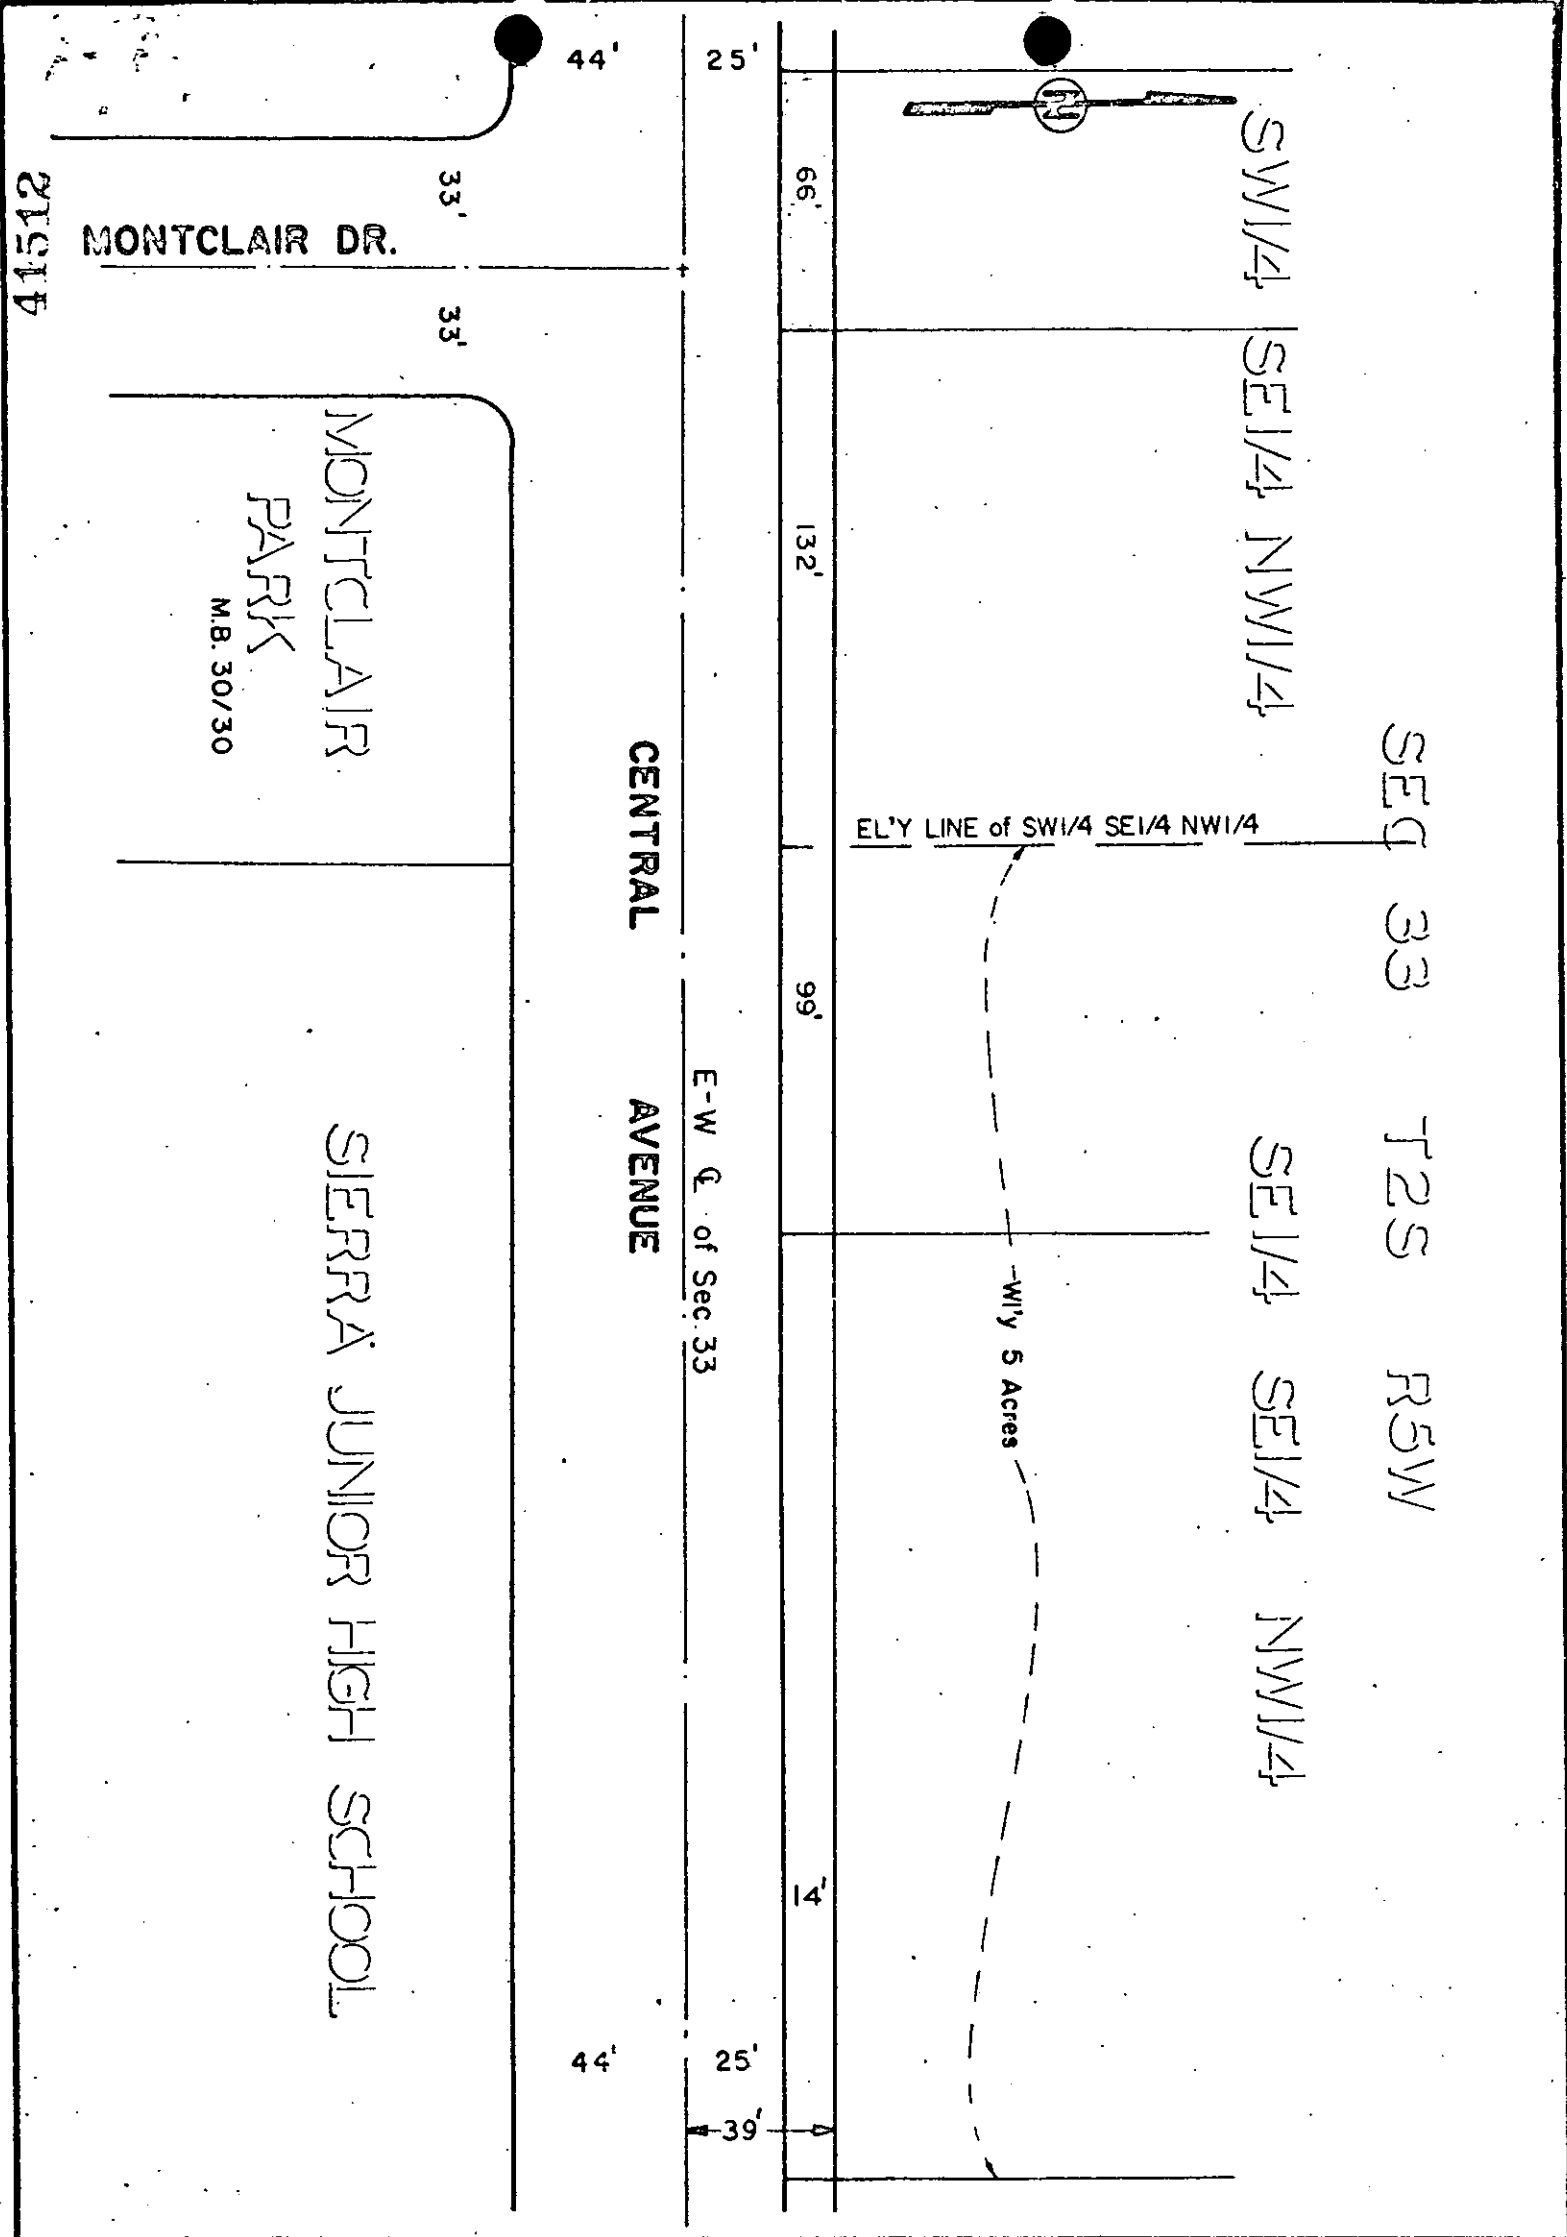 SEC 33 T2S R5W
SW1/4 SE1/4 NW1/4
SE1/4 SE1/4 NW1/4
N
EL'Y LINE of SW1/4 SE1/4 NW1/4
Wl'y 5 Acres
66'
132'
99'
14'
25'
25'
39'
E-W ℄ of Sec. 33
CENTRAL AVENUE
44'
44'
33'
33'
MONTCLAIR DR.
MONTCLAIR
PARK
M.B. 30/30
SIERRA JUNIOR HIGH SCHOOL
41512